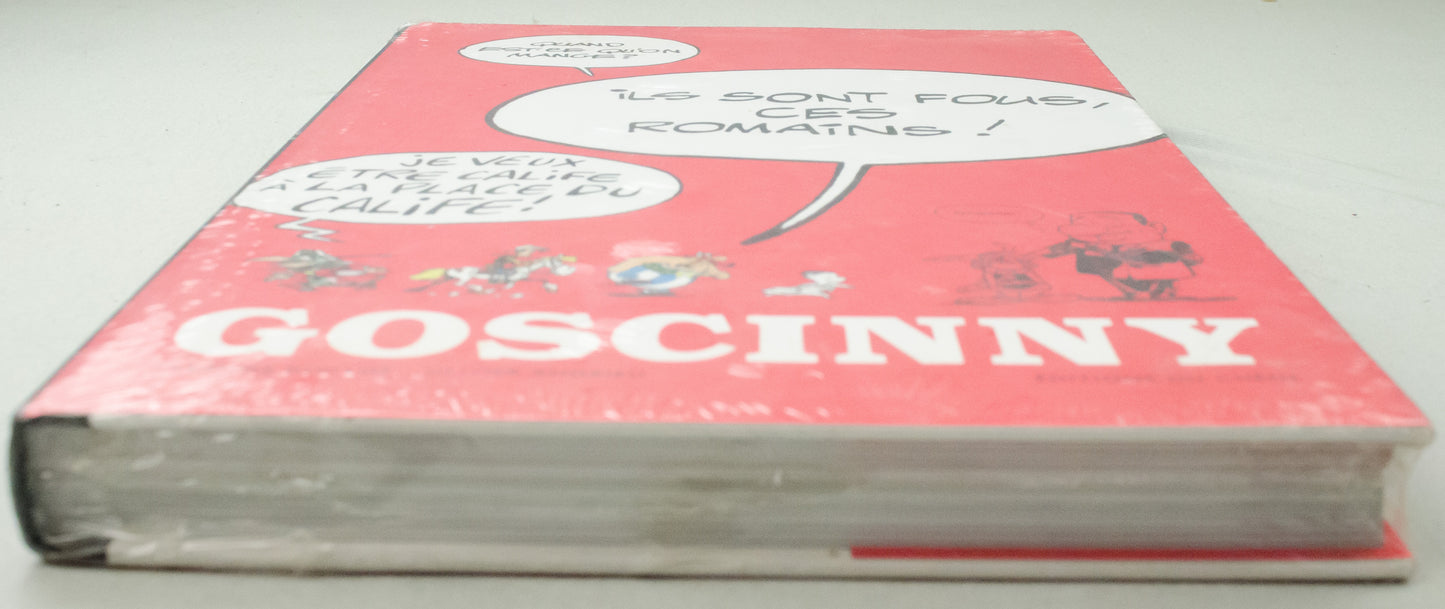 QUAND
EST-CE QU'ON
MANGE ?
iLS SONT FOUS,
CES
ROMAiNS !
JE VEUX
ÊTRE CALiFE
À LA PLACE DU
CALiFE !
GOSCINNY